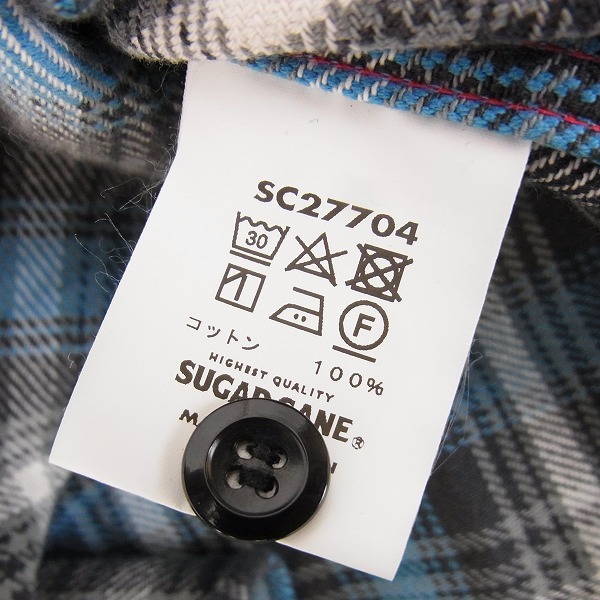 SC27704
30
F
コットン 100%
HIGHEST QUALITY
SUGAR CANE®